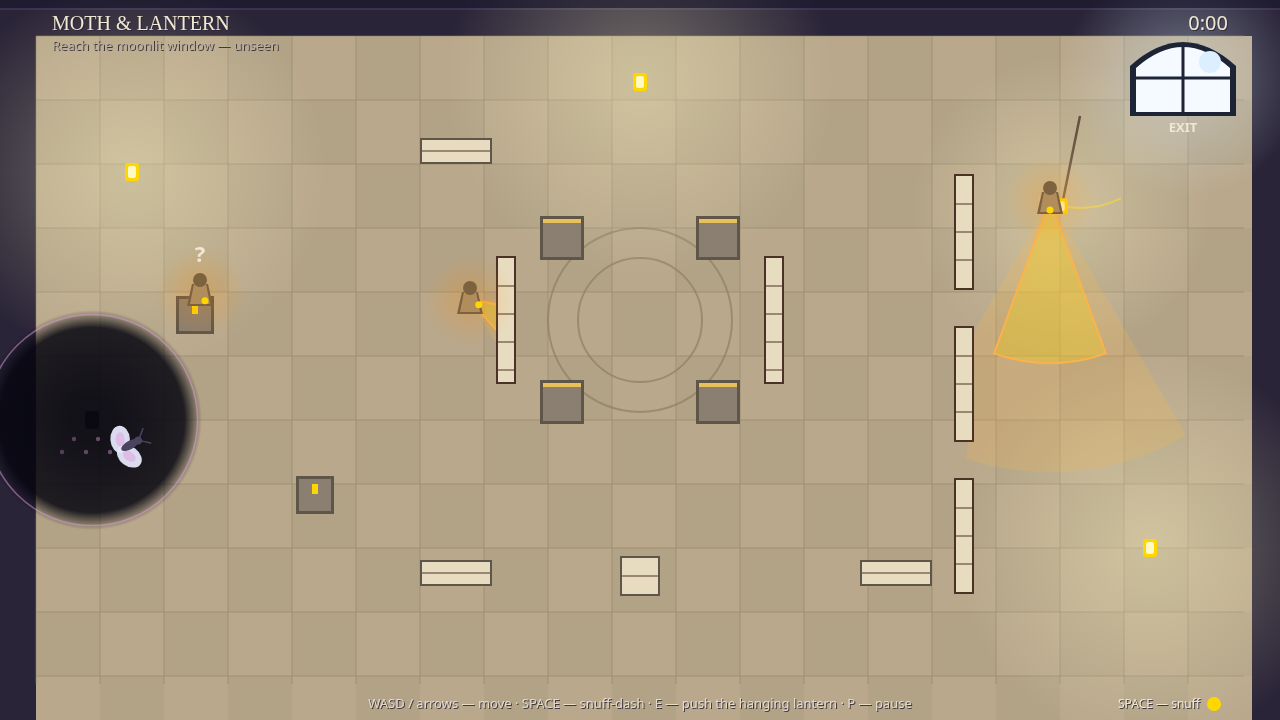 MOTH & LANTERN
0:00
Reach the moonlit window — unseen
EXIT
?
WASD / arrows — move · SPACE — snuff-dash · E — push the hanging lantern · P — pause
SPACE — snuff